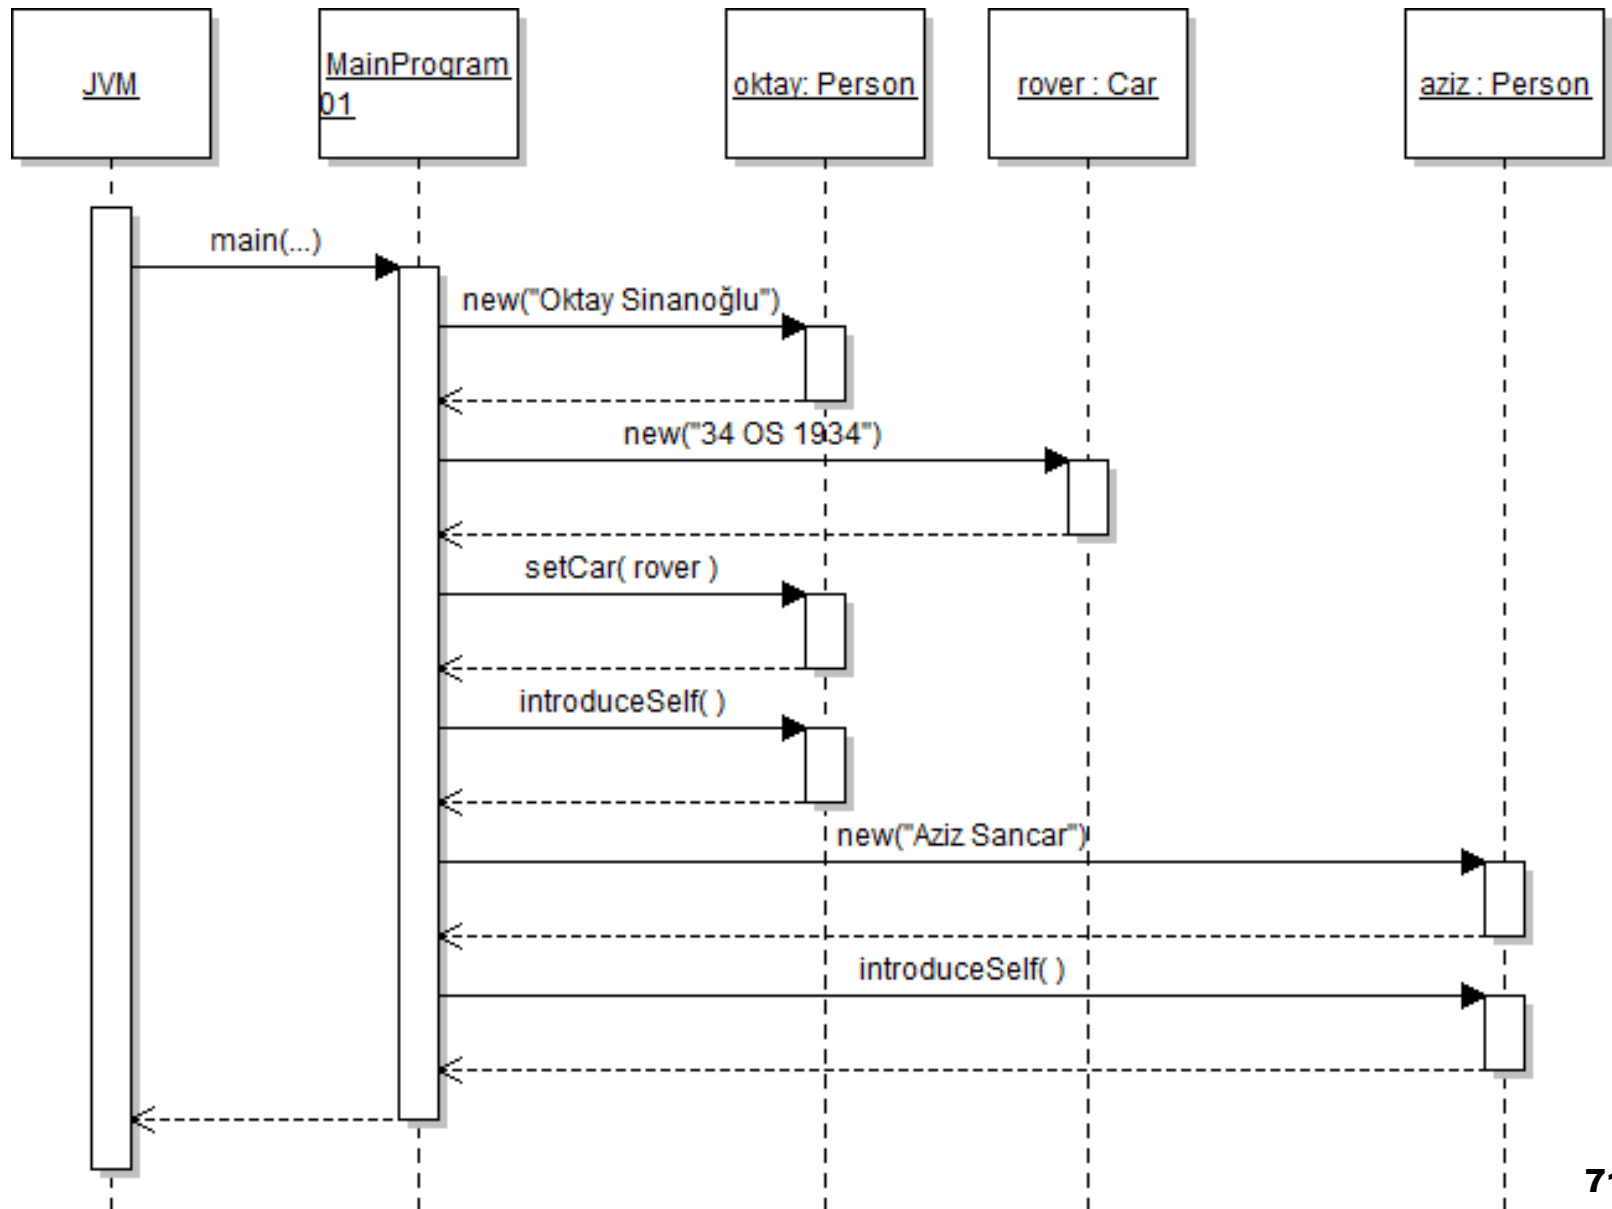 JVM
MainProgram
01
oktay: Person
rover : Car
aziz : Person
main(...)
new("Oktay Sinanoğlu")
new("34 OS 1934")
setCar( rover )
introduceSelf( )
new("Aziz Sancar")
introduceSelf( )
71